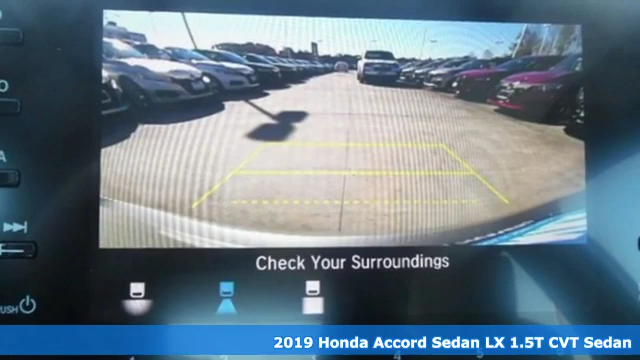 Check Your Surroundings
2019 Honda Accord Sedan LX 1.5T CVT Sedan